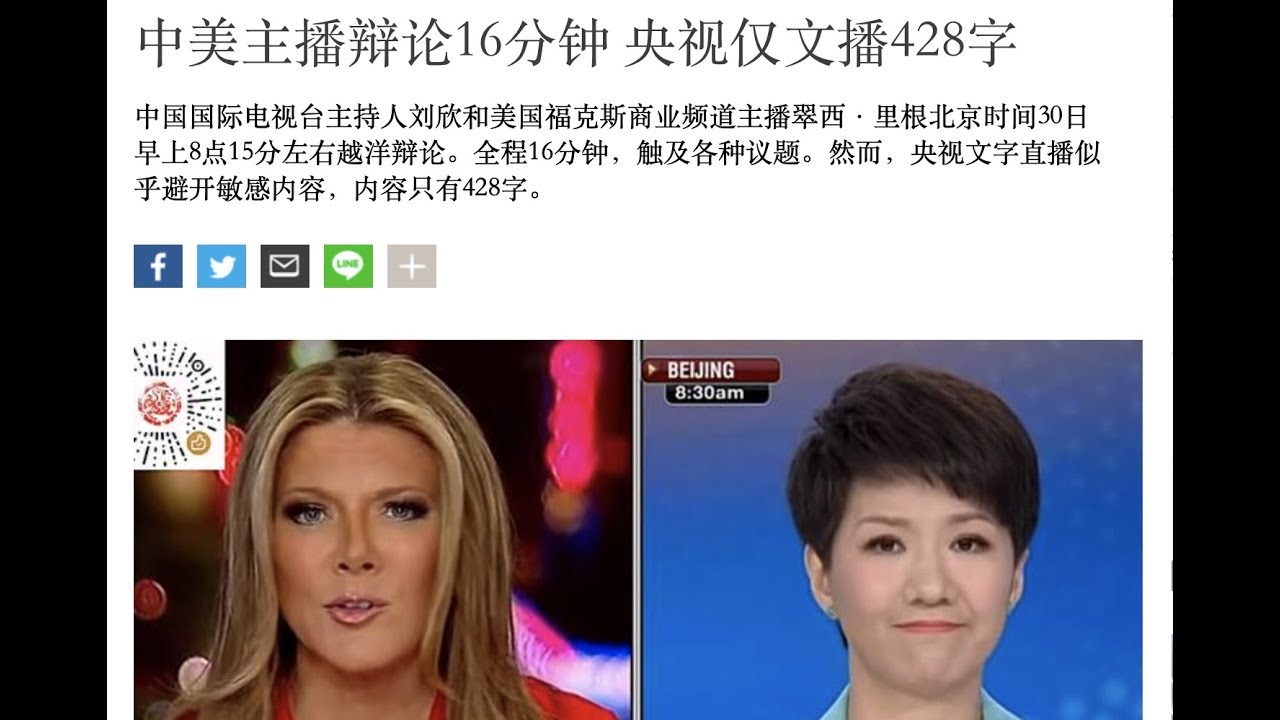 中美主播辩论16分钟 央视仅文播428字
中国国际电视台主持人刘欣和美国福克斯商业频道主播翠西·里根北京时间30日
早上8点15分左右越洋辩论。全程16分钟，触及各种议题。然而，央视文字直播似
乎避开敏感内容，内容只有428字。
f
LINE
BEIJING
8:30am